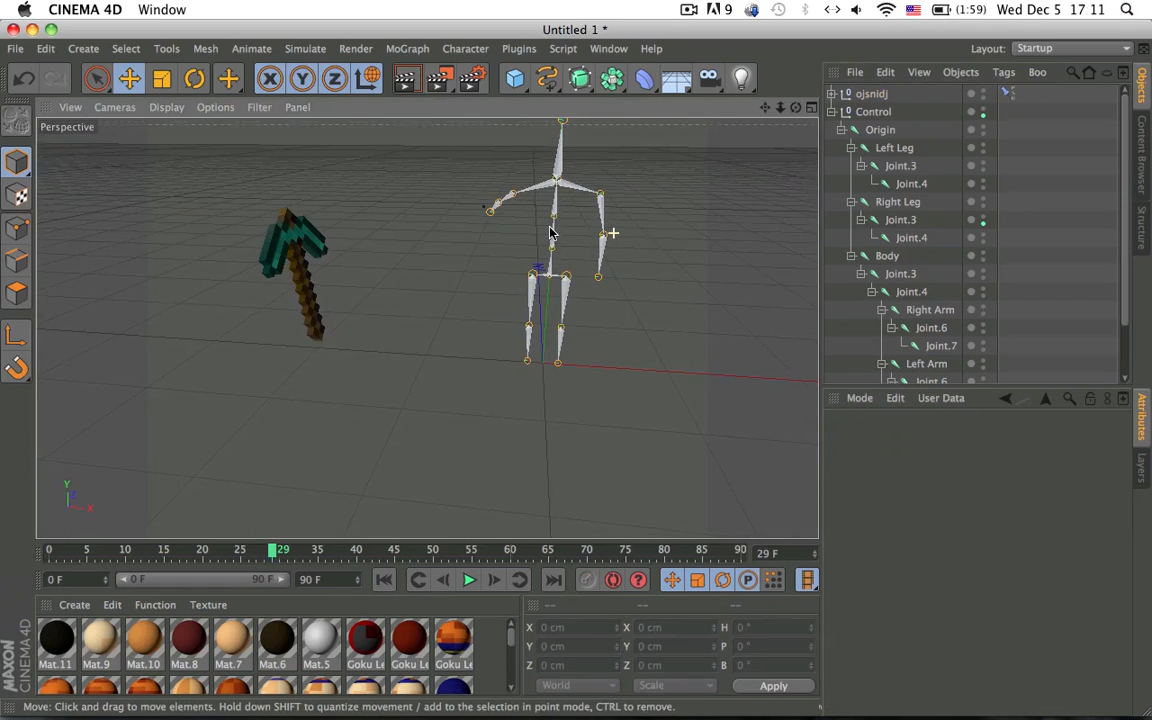 CINEMA 4D Window 9 (1:59) Wed Dec 5 17:11
Untitled 1 *
File Edit Create Select Tools Mesh Animate Simulate Render MoGraph Character Plugins Script Window Help Layout: Startup
X Y Z
View Cameras Display Options Filter Panel
File Edit View Objects Tags Boo
Perspective
ojsnidj
Control
Origin
Left Leg
Joint.3
Joint.4
Right Leg
Joint.3
Joint.4
Body
Joint.3
Joint.4
Right Arm
Joint.6
Joint.7
Left Arm
Joint.6
Objects
Content Browser
Structure
Mode Edit User Data
Attributes
Layers
Y
Z
X
0 5 10 15 20 25 29 35 40 45 50 55 60 65 70 75 80 85 90 29 F
0 F 0 F 90 F 90 F P
Create Edit Function Texture
-- -- --
Mat.11 Mat.9 Mat.10 Mat.8 Mat.7 Mat.6 Mat.5 Goku Le Goku Le Goku Le
X 0 cm X 0 cm H 0 °
Y 0 cm Y 0 cm P 0 °
Z 0 cm Z 0 cm B 0 °
World Scale Apply
MAXON CINEMA 4D
Move: Click and drag to move elements. Hold down SHIFT to quantize movement / add to the selection in point mode, CTRL to remove.